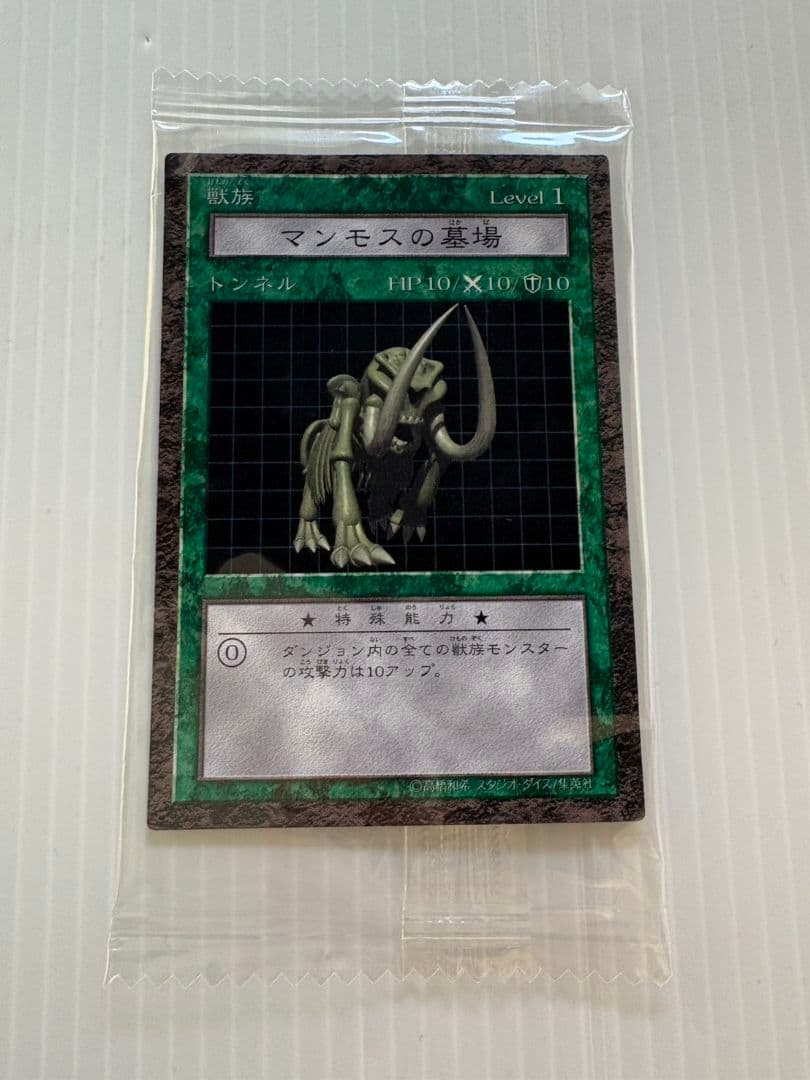 獣族 Level 1
マンモスの墓場
トンネル HP 10/10/10
★ 特殊能力 ★
0 ダンジョン内の全ての獣族モンスター
の攻撃力は10アップ。
©高橋和希 スタジオ・ダイス/集英社